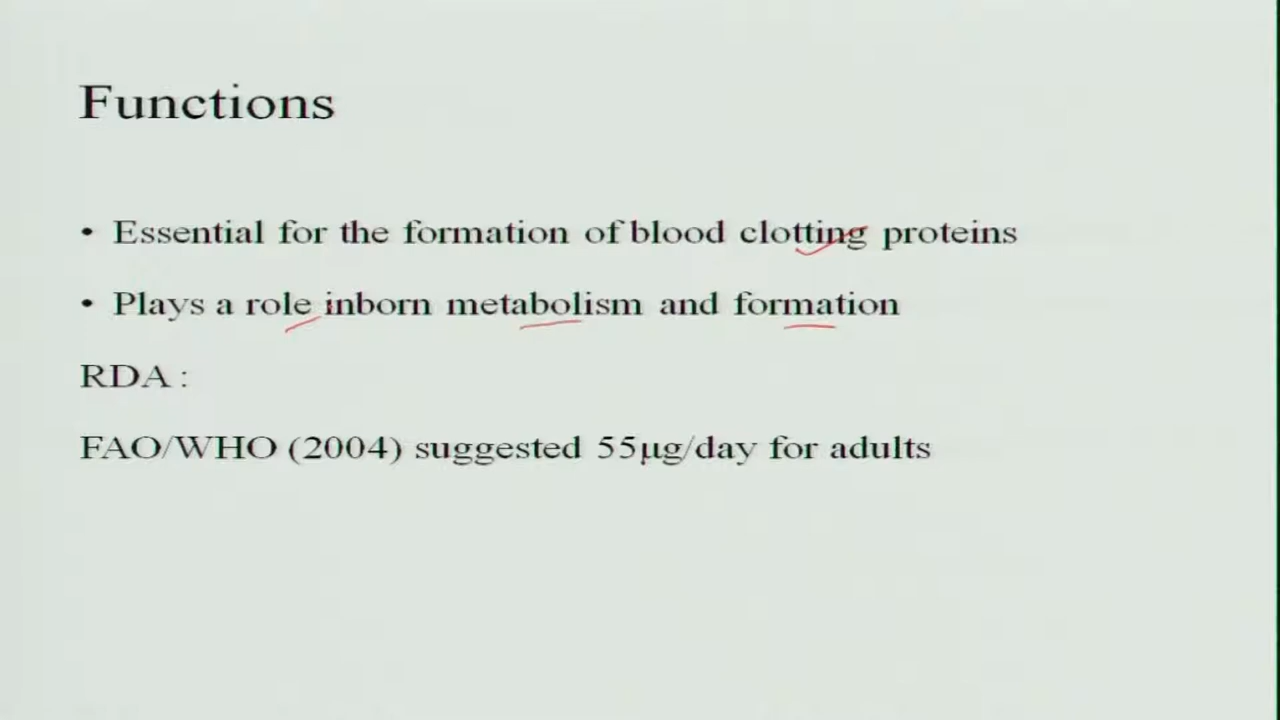 Functions
• Essential for the formation of blood clotting proteins
• Plays a role inborn metabolism and formation
RDA :
FAO/WHO (2004) suggested 55µg/day for adults